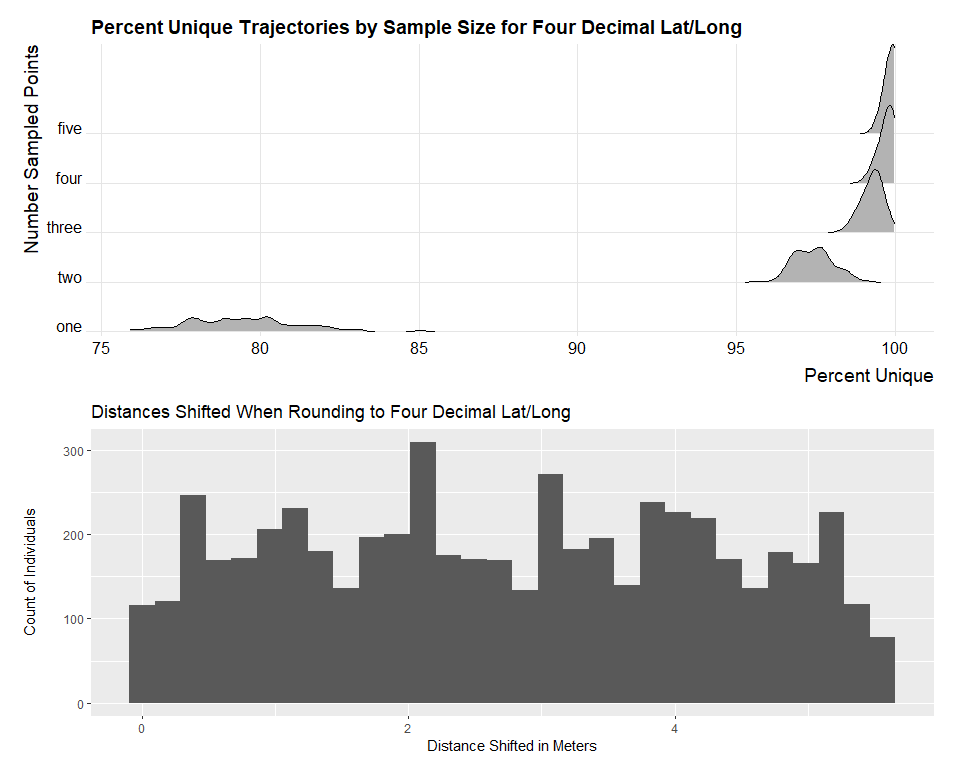 Percent Unique Trajectories by Sample Size for Four Decimal Lat/Long
Number Sampled Points
five
four
three
two
one
75 80 85 90 95 100
Percent Unique
Distances Shifted When Rounding to Four Decimal Lat/Long
Count of Individuals
300
200
100
0
0 2 4
Distance Shifted in Meters